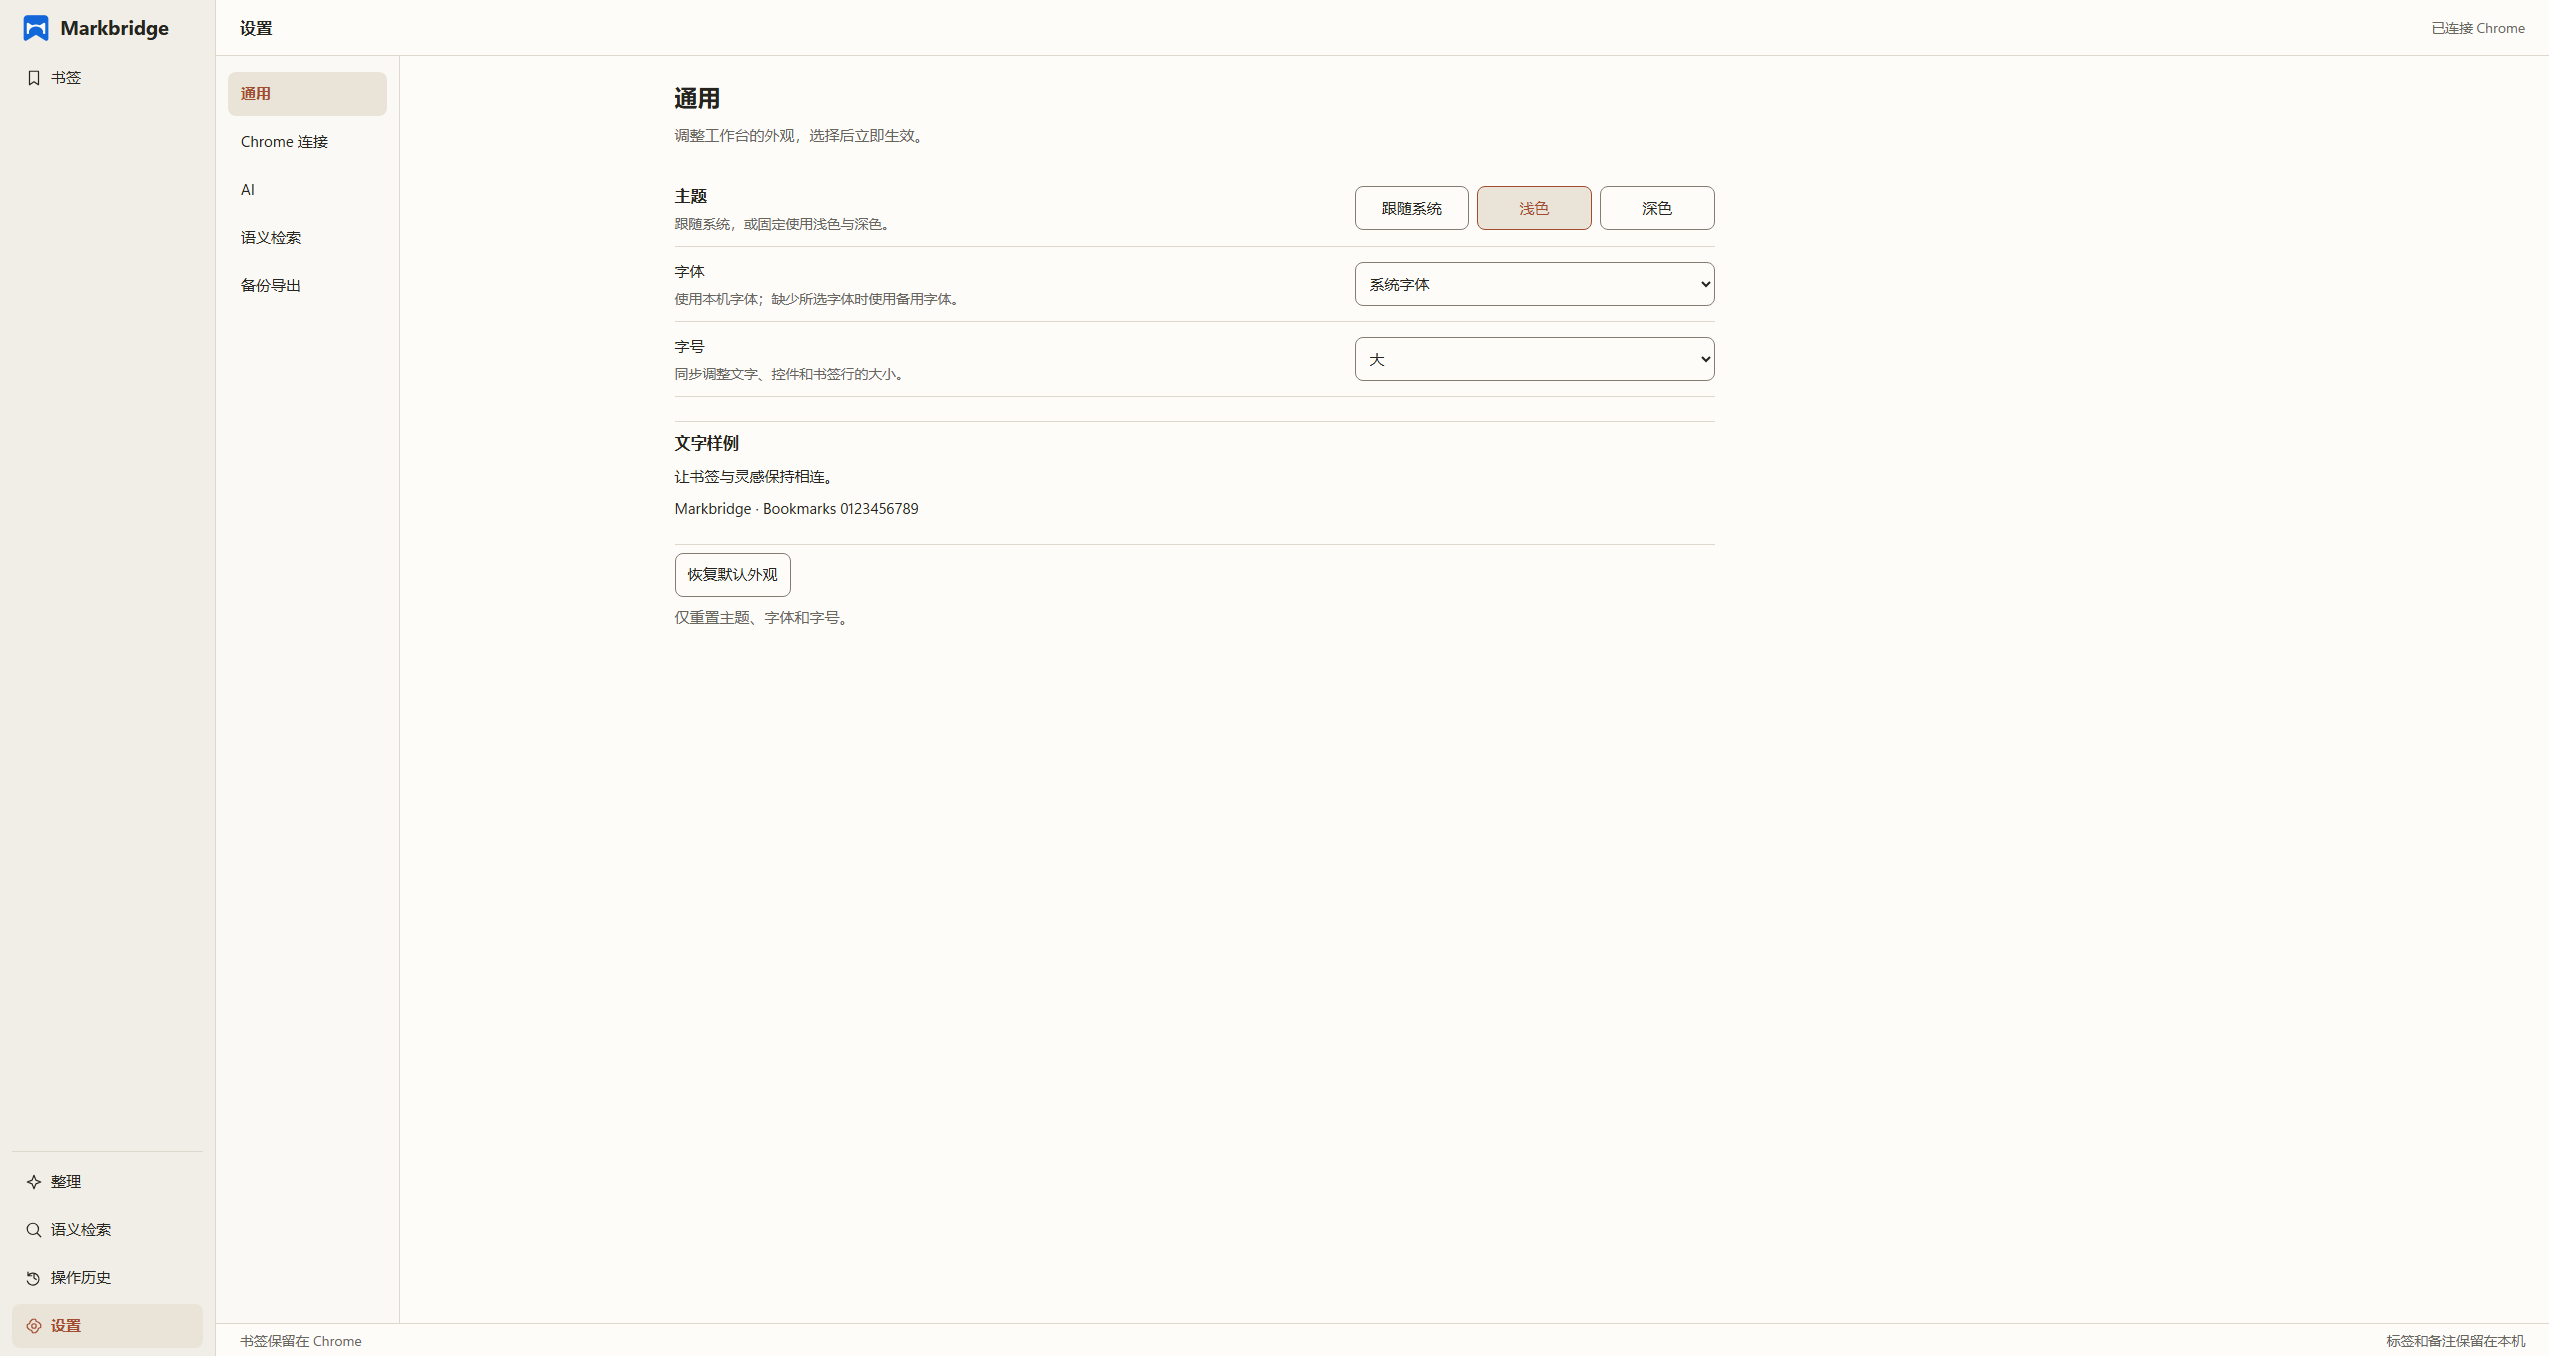 Markbridge
书签
整理
语义检索
操作历史
设置
设置
已连接 Chrome
通用
Chrome 连接
AI
语义检索
备份导出
通用
调整工作台的外观，选择后立即生效。
主题
跟随系统，或固定使用浅色与深色。
跟随系统
浅色
深色
字体
使用本机字体；缺少所选字体时使用备用字体。
系统字体
字号
同步调整文字、控件和书签行的大小。
大
文字样例
让书签与灵感保持相连。
Markbridge · Bookmarks 0123456789
恢复默认外观
仅重置主题、字体和字号。
书签保留在 Chrome
标签和备注保留在本机